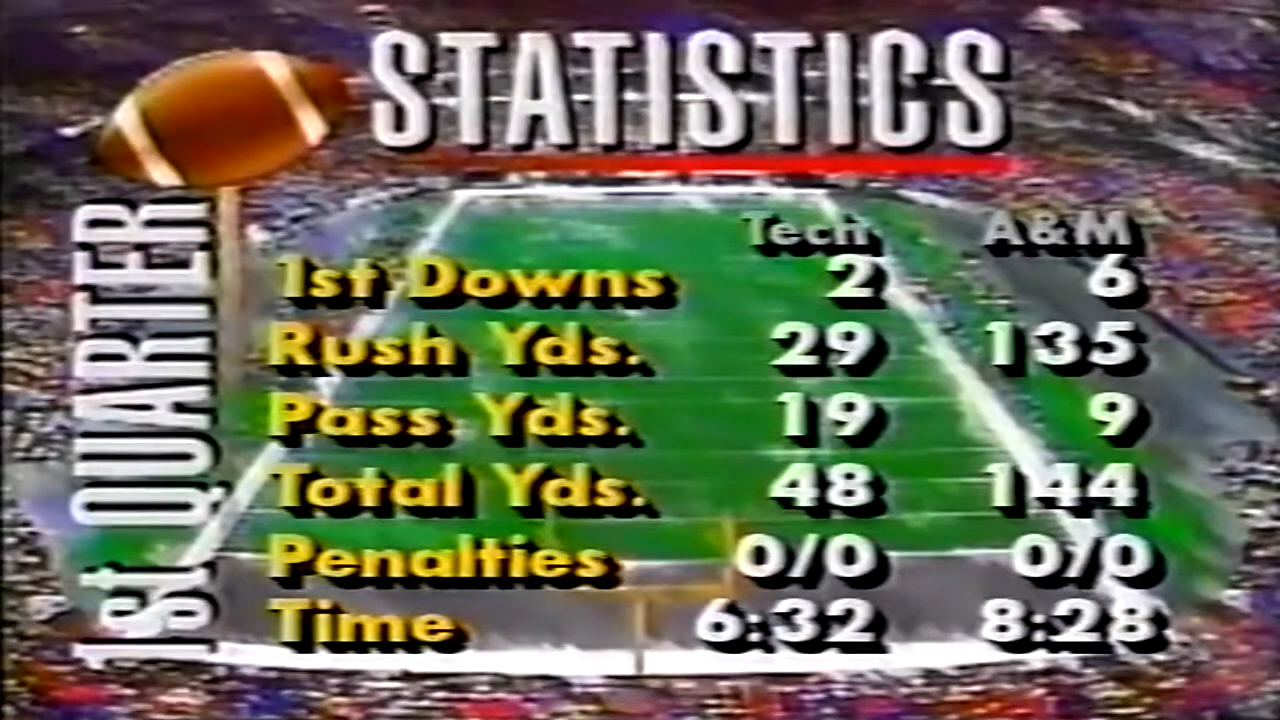 STATISTICS
1st QUARTER
Tech A&M
1st Downs 2 6
Rush Yds. 29 135
Pass Yds. 19 9
Total Yds. 48 144
Penalties 0/0 0/0
Time 6:32 8:28